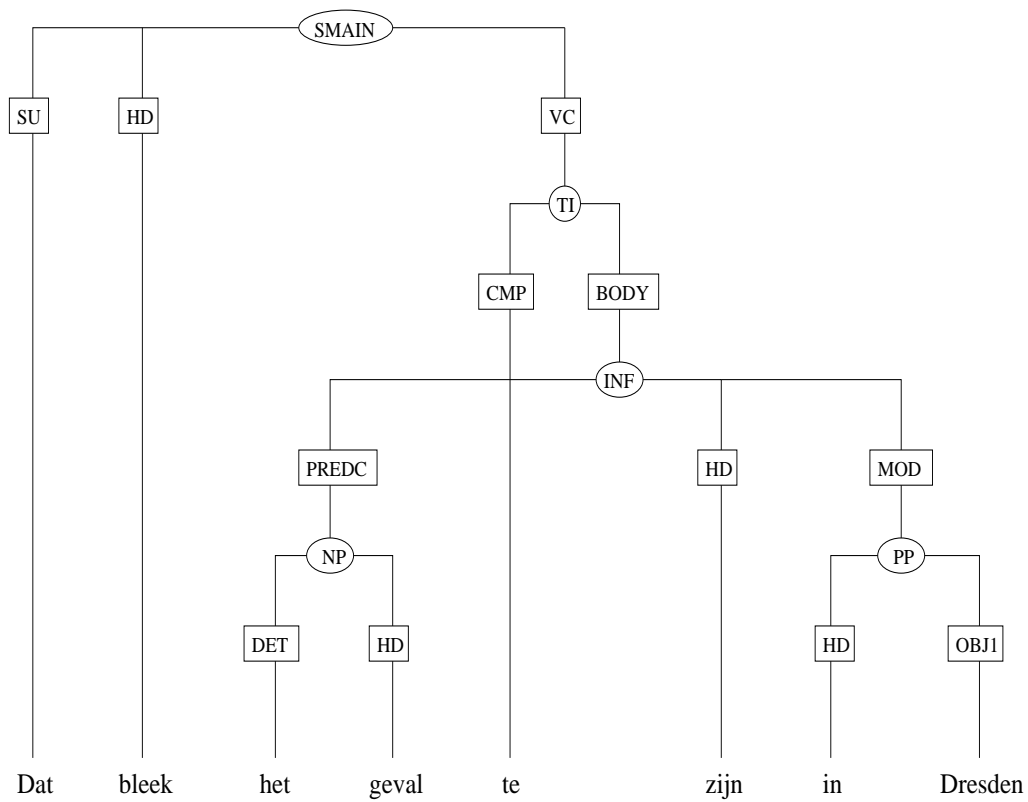 SMAIN
SU HD VC
TI
CMP BODY
INF
PREDC HD MOD
NP PP
DET HD HD OBJ1
Dat bleek het geval te zijn in Dresden